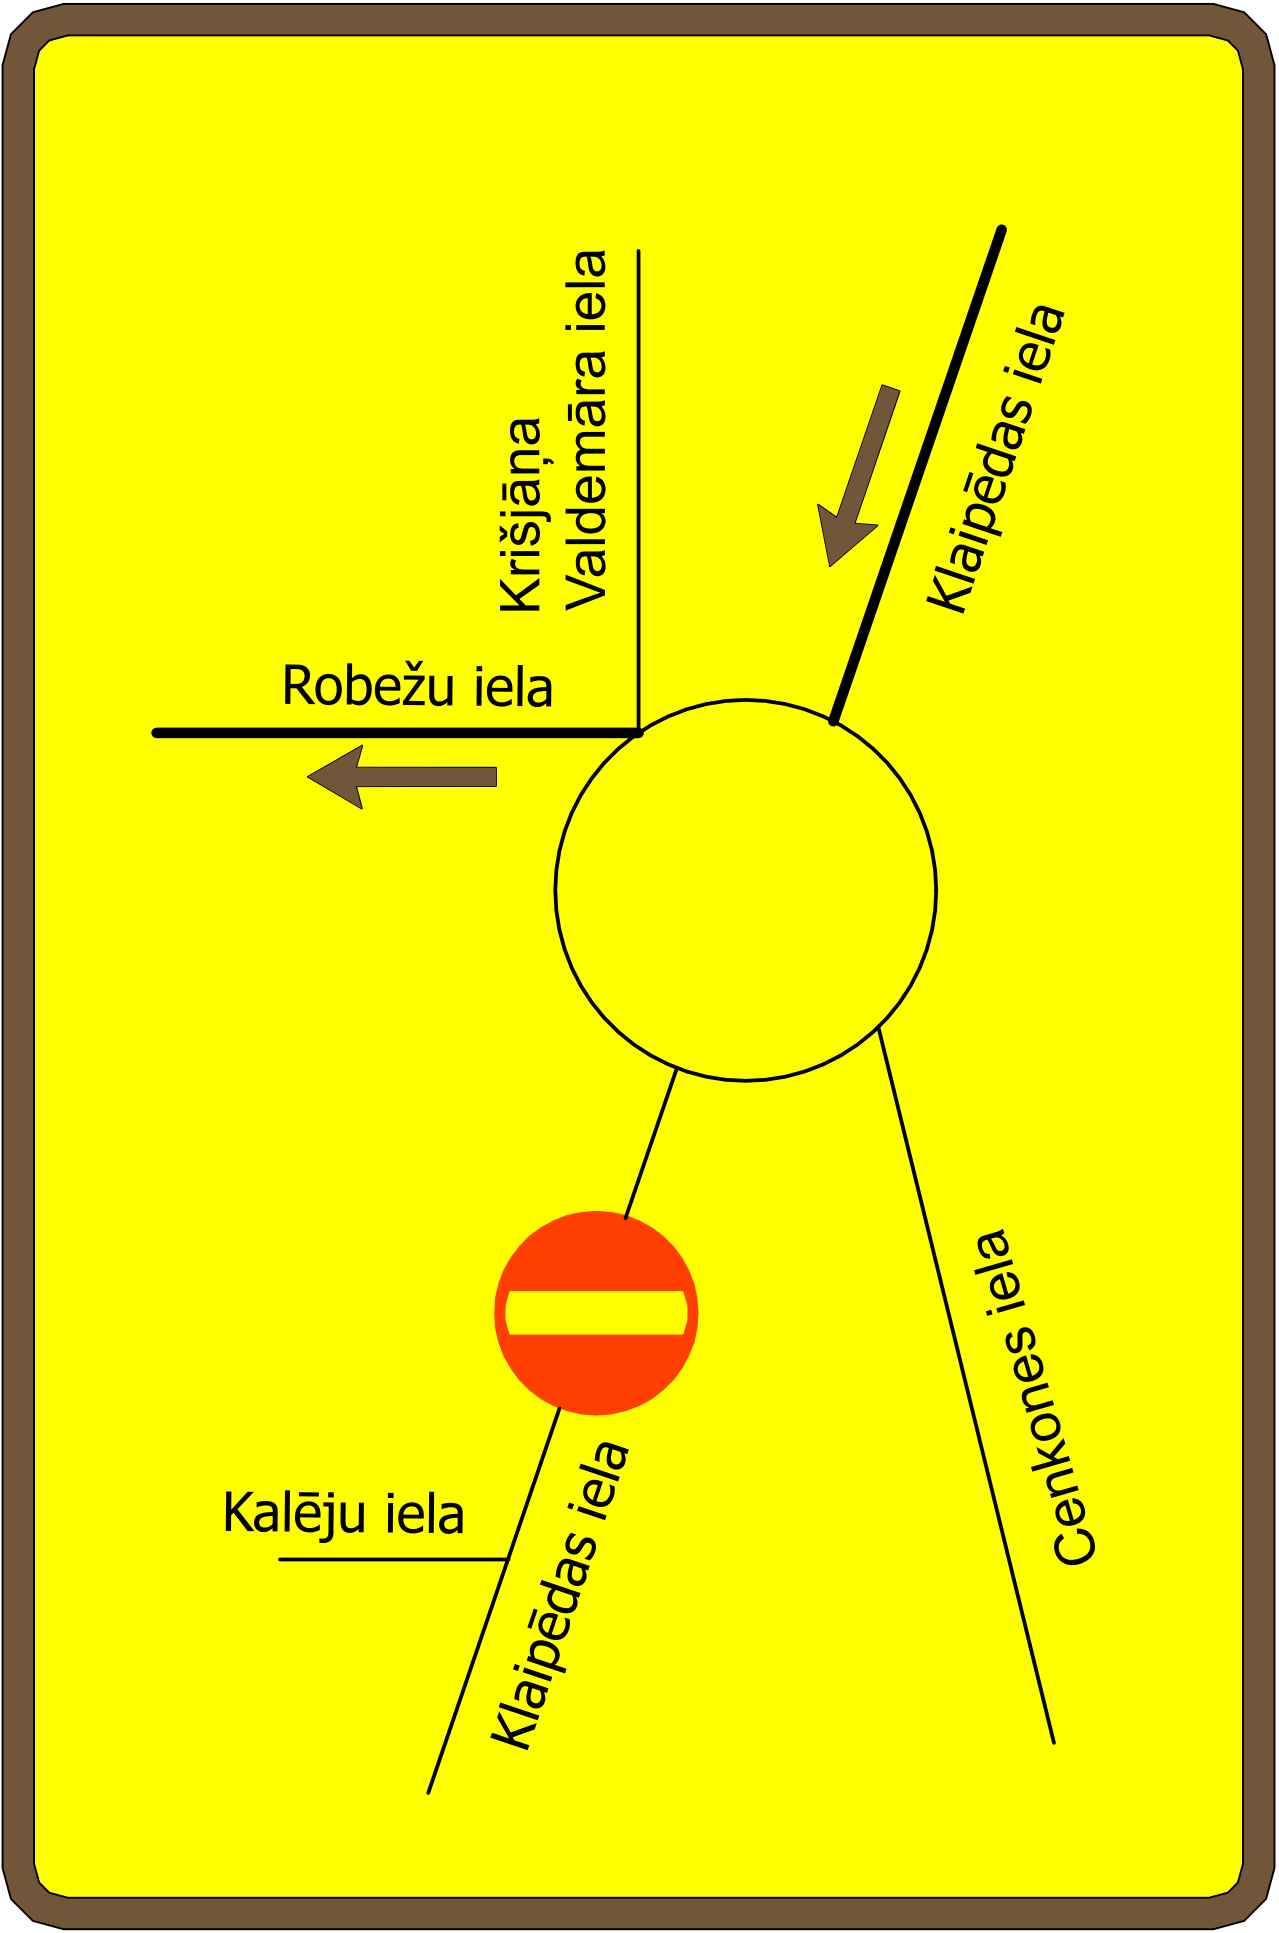 Krišjāņa
Valdemāra iela
Klaipēdas iela
Robežu iela
Cenkones iela
Kalēju iela
Klaipēdas iela